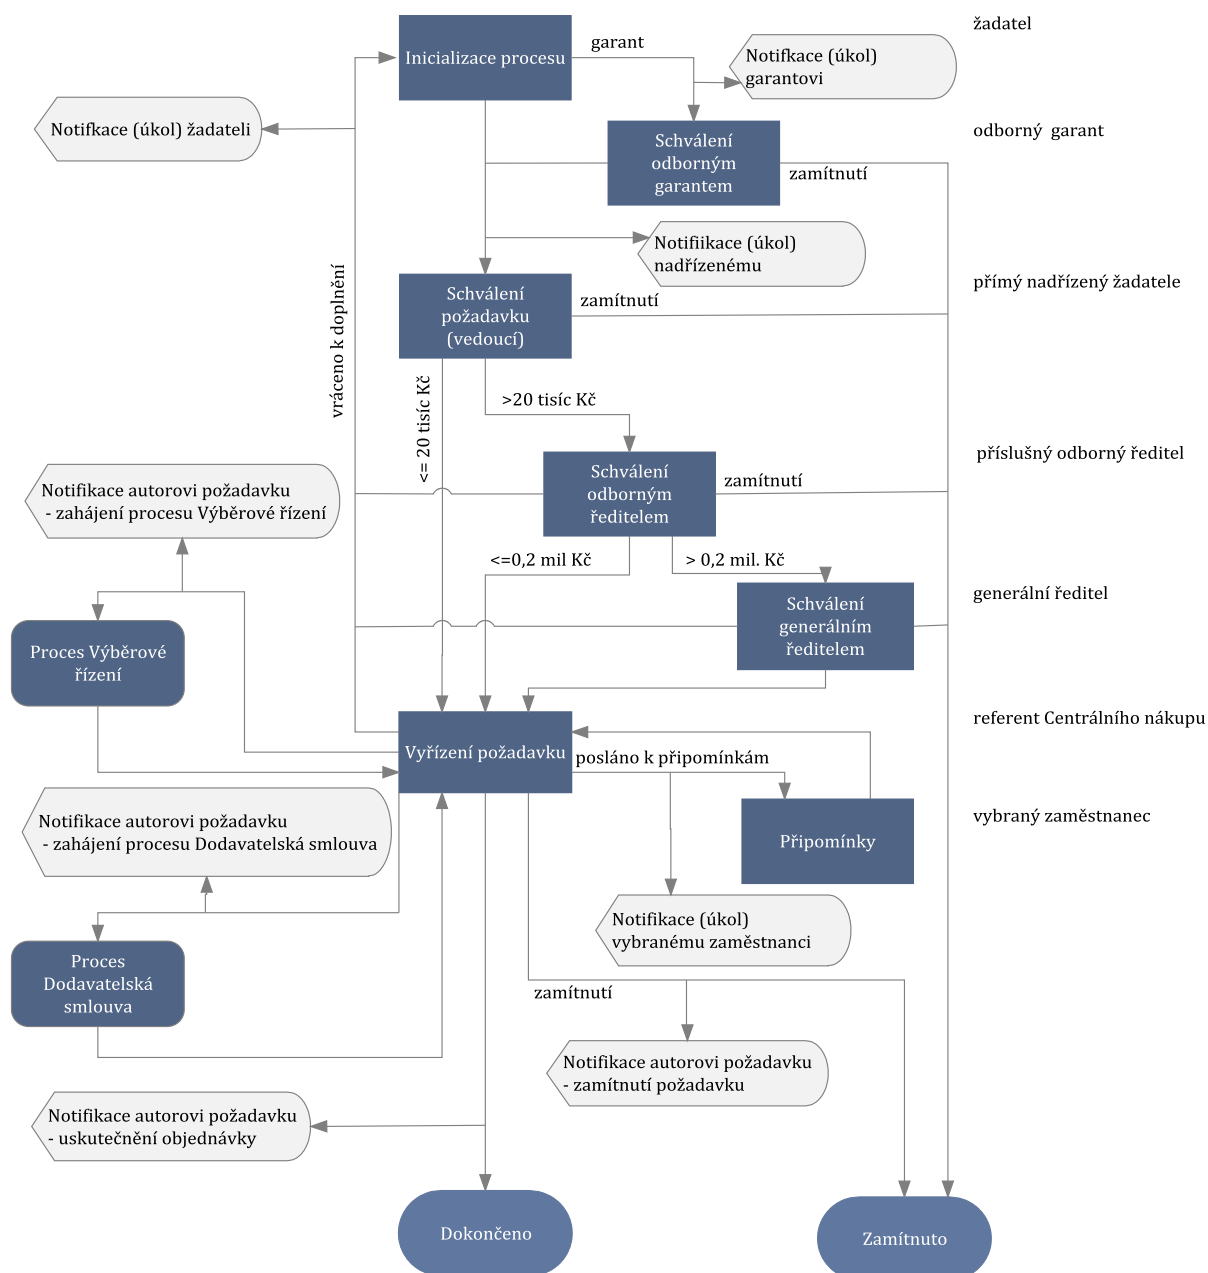 žadatel
Inicializace procesu
garant
Notifkace (úkol)
garantovi
Notifkace (úkol) žadateli
odborný  garant
Schválení
odborným
garantem
zamítnutí
Notifiikace (úkol)
nadřízenému
přímý nadřízený žadatele
Schválení
požadavku
(vedoucí)
zamítnutí
vráceno k doplnění
<= 20 tisíc Kč
>20 tisíc Kč
příslušný odborný ředitel
Schválení
odborným
ředitelem
zamítnutí
Notifikace autorovi požadavku
- zahájení procesu Výběrové řízení
<=0,2 mil Kč
> 0,2 mil. Kč
generální ředitel
Schválení
generálním
ředitelem
Proces Výběrové
řízení
referent Centrálního nákupu
Vyřízení požadavku
posláno k připomínkám
vybraný zaměstnanec
Notifikace autorovi požadavku
- zahájení procesu Dodavatelská smlouva
Připomínky
Notifikace (úkol)
vybranému zaměstnanci
Proces
Dodavatelská
smlouva
zamítnutí
Notifikace autorovi požadavku
- zamítnutí požadavku
Notifikace autorovi požadavku
- uskutečnění objednávky
Dokončeno
Zamítnuto